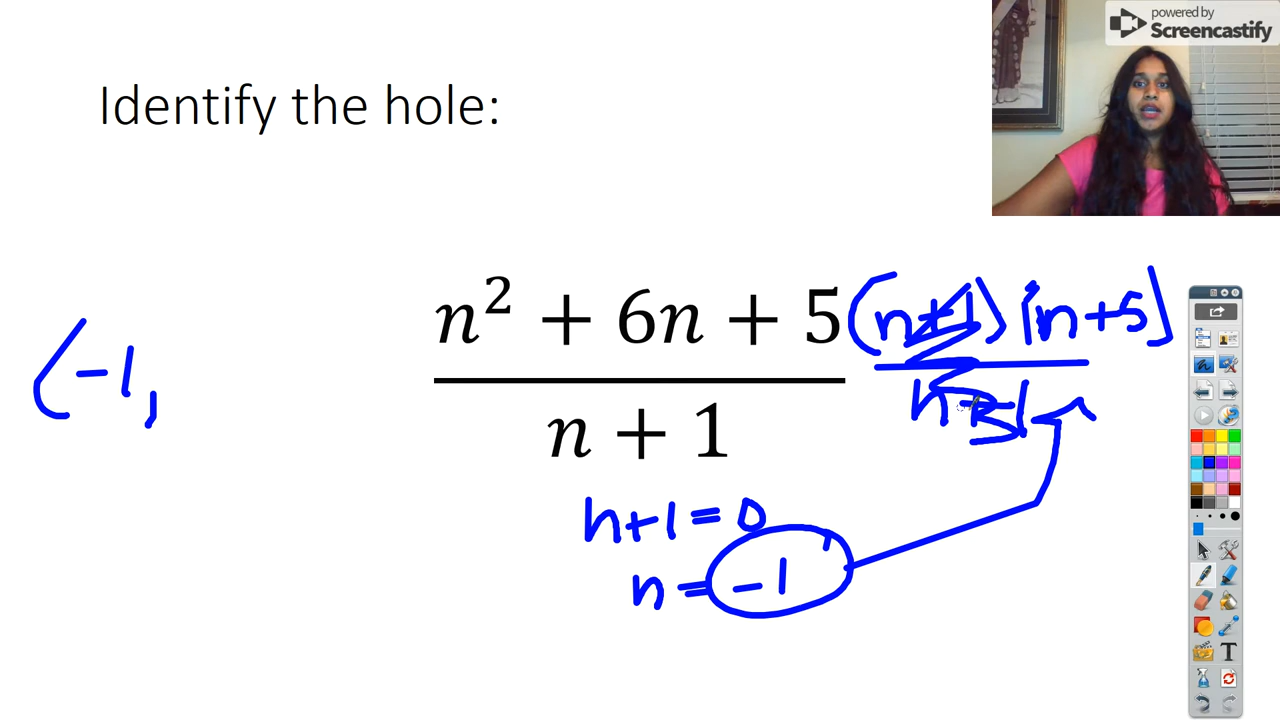 powered by
Screencastify
Identify the hole:
n² + 6n + 5
n + 1
(n+1) (n+5)
n+1
(-1,
n+1=0
n=-1
T